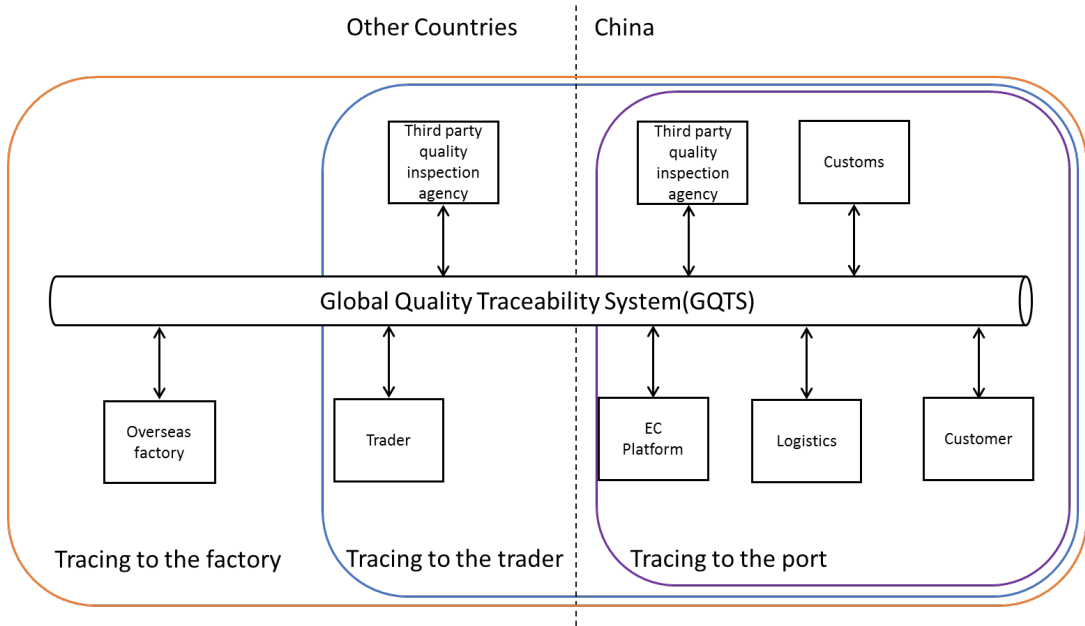 Other Countries
China
Third party
quality
inspection
agency
Third party
quality
inspection
agency
Customs
Global Quality Traceability System(GQTS)
Overseas
factory
Trader
EC
Platform
Logistics
Customer
Tracing to the factory
Tracing to the trader
Tracing to the port